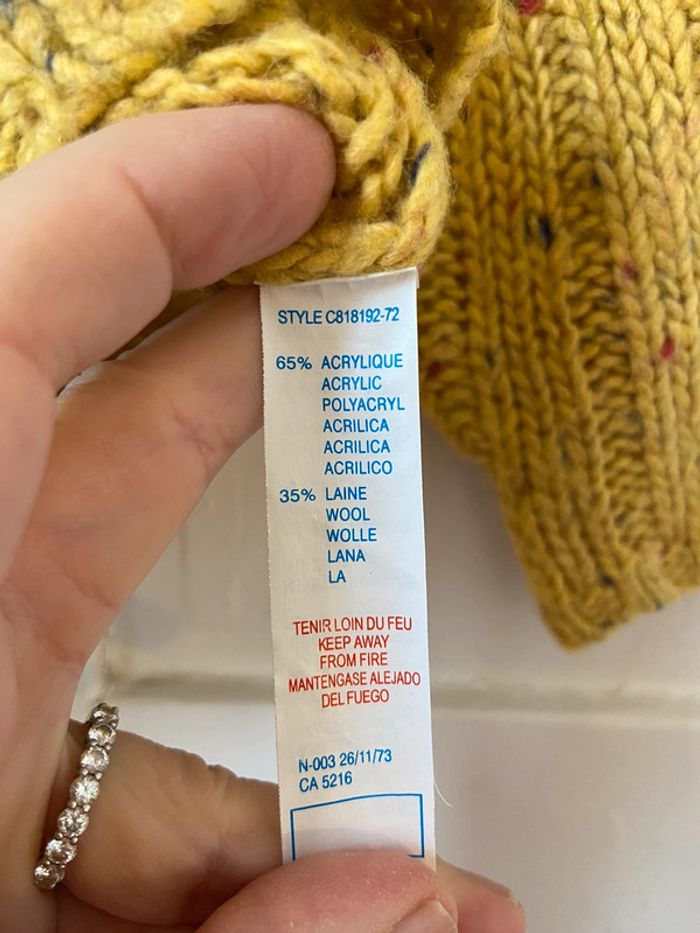 STYLE C818192-72
65% ACRYLIQUE
ACRYLIC
POLYACRYL
ACRILICA
ACRILICA
ACRILICO
35% LAINE
WOOL
WOLLE
LANA
LA
TENIR LOIN DU FEU
KEEP AWAY
FROM FIRE
MANTENGASE ALEJADO
DEL FUEGO
N-003 26/11/73
CA 5216